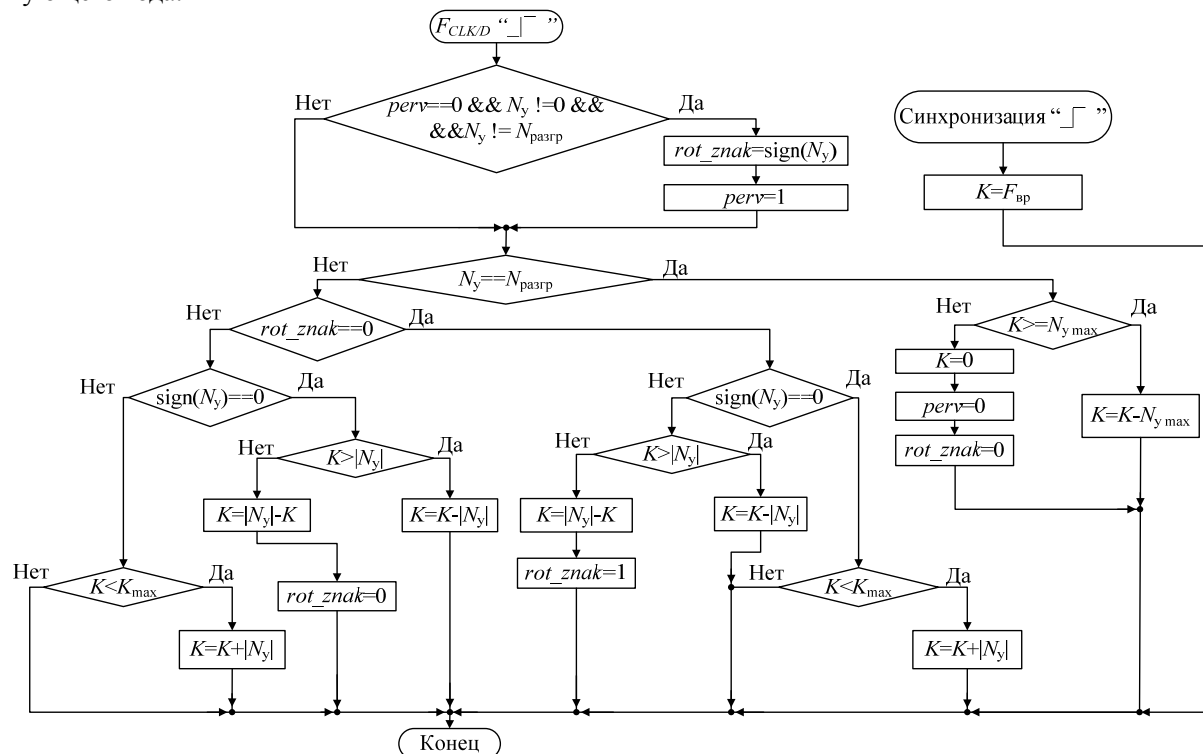 F_CLK/D “_|‾ ”
perv==0 && N_у !=0 &&
&&N_у != N_разгр
Нет
Да
rot_znak=sign(N_у)
perv=1
Синхронизация “_|‾ ”
K=F_вр
N_у==N_разгр
Нет
Да
rot_znak==0
Нет
Да
K>=N_у max
Нет
Да
K=0
perv=0
rot_znak=0
K=K-N_у max
sign(N_у)==0
Нет
Да
sign(N_у)==0
Нет
Да
K>|N_у|
Нет
Да
K>|N_у|
Нет
Да
K=|N_у|-K
K=K-|N_у|
K=|N_у|-K
K=K-|N_у|
rot_znak=0
rot_znak=1
K<K_max
Нет
Да
K<K_max
Нет
Да
K=K+|N_у|
K=K+|N_у|
Конец